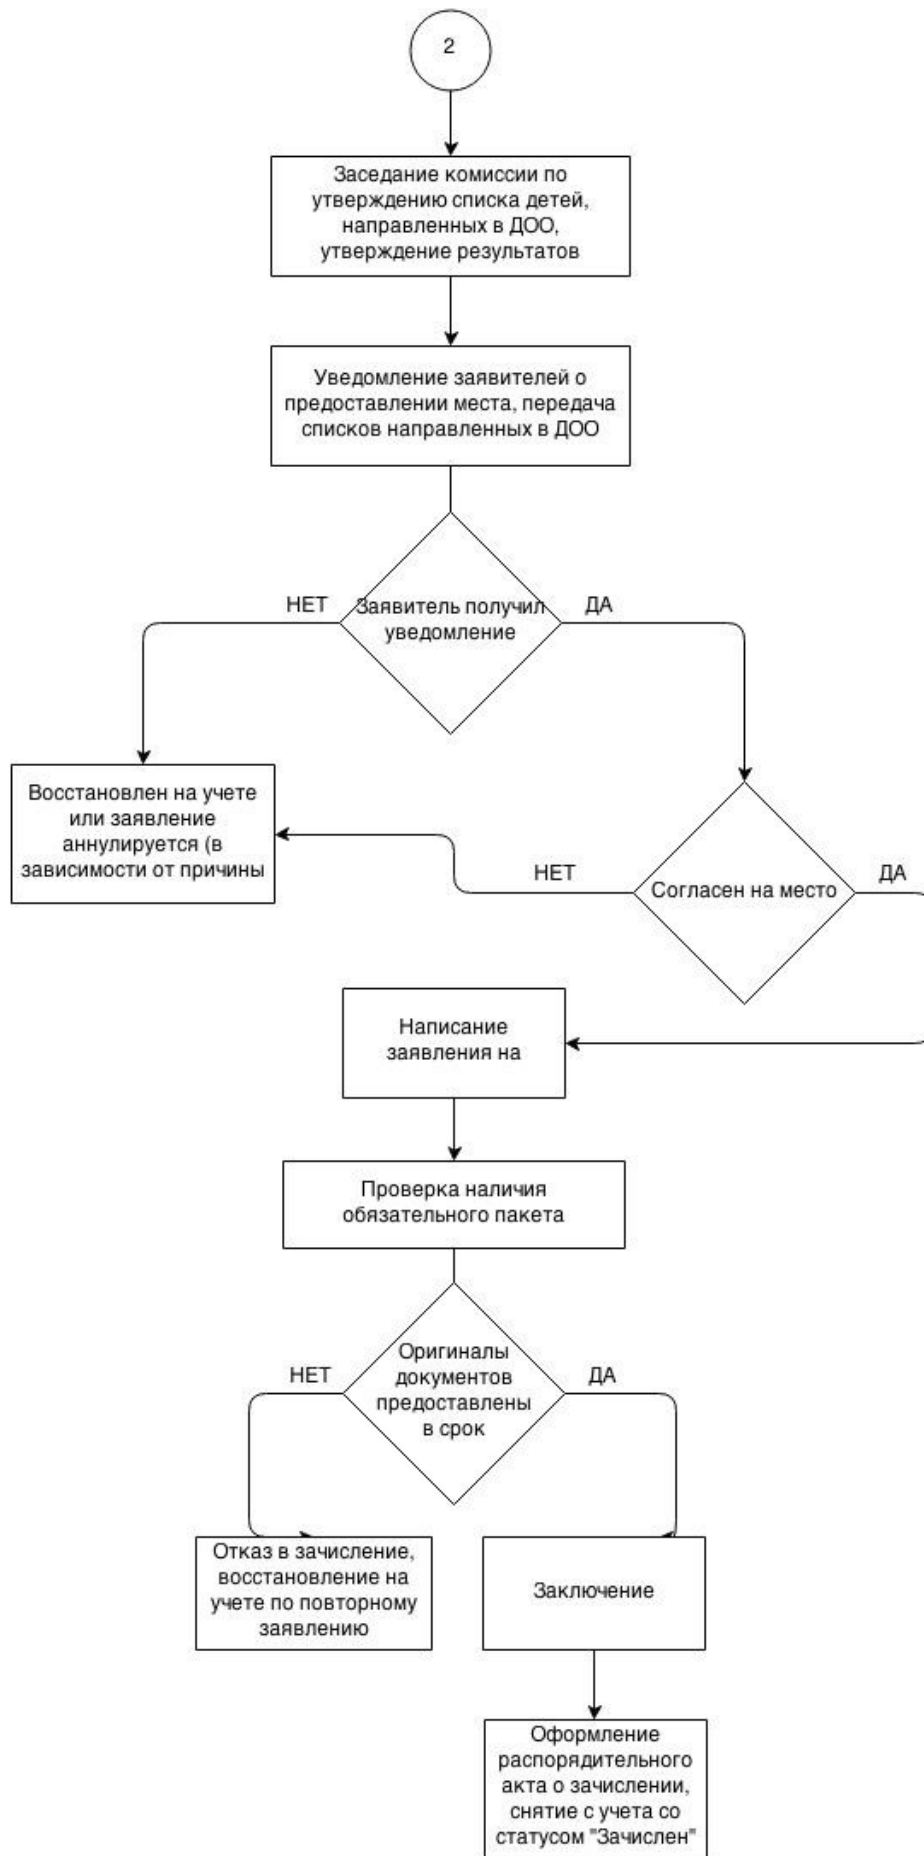 2
Заседание комиссии по
утверждению списка детей,
направленных в ДОО,
утверждение результатов
Уведомление заявителей о
предоставлении места, передача
списков направленных в ДОО
НЕТ
Заявитель получил
уведомление
ДА
Восстановлен на учете
или заявление
аннулируется (в
зависимости от причины
НЕТ
Согласен на место
ДА
Написание
заявления на
Проверка наличия
обязательного пакета
НЕТ
Оригиналы
документов
предоставлены
в срок
ДА
Отказ в зачисление,
восстановление на
учете по повторному
заявлению
Заключение
Оформление
распорядительного
акта о зачислении,
снятие с учета со
статусом "Зачислен"